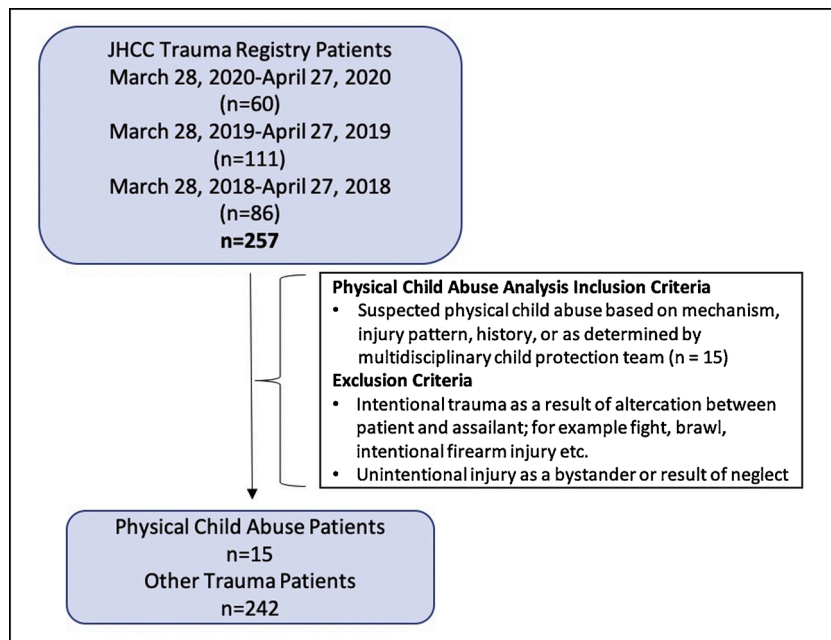 JHCC Trauma Registry Patients
March 28, 2020-April 27, 2020
(n=60)
March 28, 2019-April 27, 2019
(n=111)
March 28, 2018-April 27, 2018
(n=86)
n=257
Physical Child Abuse Analysis Inclusion Criteria
• Suspected physical child abuse based on mechanism,
injury pattern, history, or as determined by
multidisciplinary child protection team (n = 15)
Exclusion Criteria
• Intentional trauma as a result of altercation between
patient and assailant; for example fight, brawl,
intentional firearm injury etc.
• Unintentional injury as a bystander or result of neglect
Physical Child Abuse Patients
n=15
Other Trauma Patients
n=242